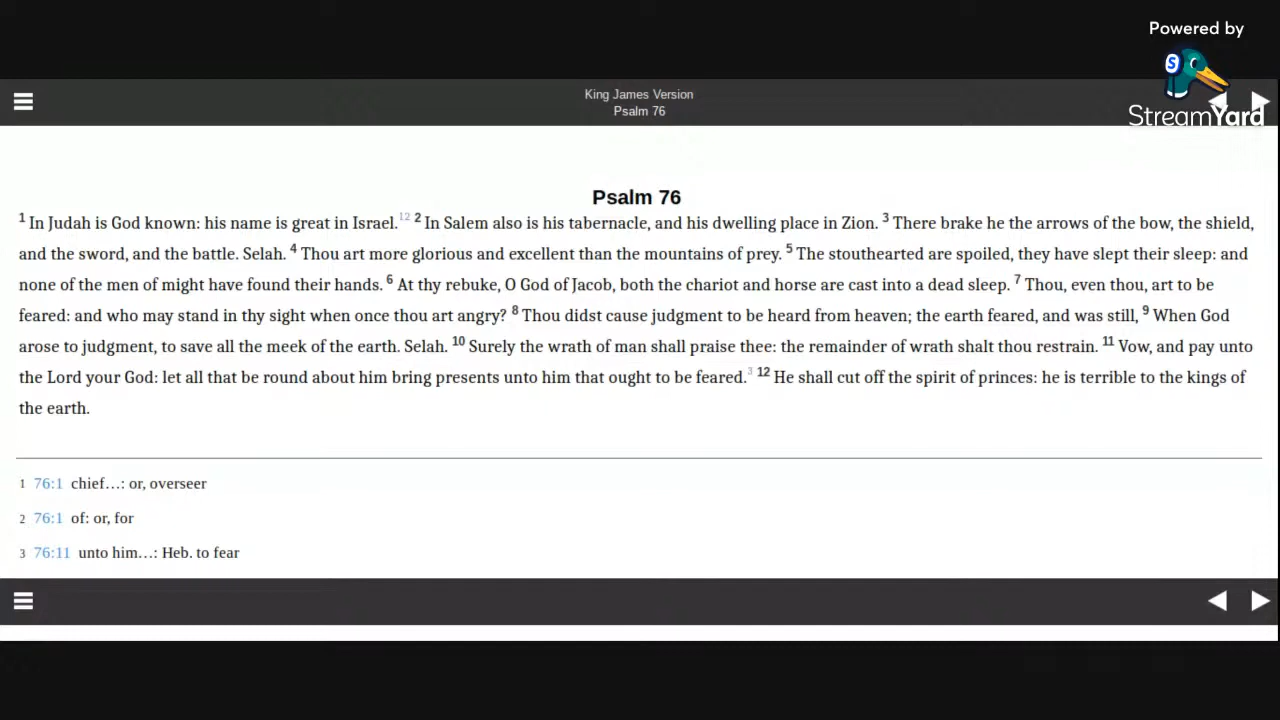 Powered by
StreamYard
King James Version
Psalm 76
Psalm 76
1 In Judah is God known: his name is great in Israel.12 2 In Salem also is his tabernacle, and his dwelling place in Zion. 3 There brake he the arrows of the bow, the shield,
and the sword, and the battle. Selah. 4 Thou art more glorious and excellent than the mountains of prey. 5 The stouthearted are spoiled, they have slept their sleep: and
none of the men of might have found their hands. 6 At thy rebuke, O God of Jacob, both the chariot and horse are cast into a dead sleep. 7 Thou, even thou, art to be
feared: and who may stand in thy sight when once thou art angry? 8 Thou didst cause judgment to be heard from heaven; the earth feared, and was still, 9 When God
arose to judgment, to save all the meek of the earth. Selah. 10 Surely the wrath of man shall praise thee: the remainder of wrath shalt thou restrain. 11 Vow, and pay unto
the Lord your God: let all that be round about him bring presents unto him that ought to be feared.3 12 He shall cut off the spirit of princes: he is terrible to the kings of
the earth.
1 76:1 chief…: or, overseer
2 76:1 of: or, for
3 76:11 unto him…: Heb. to fear